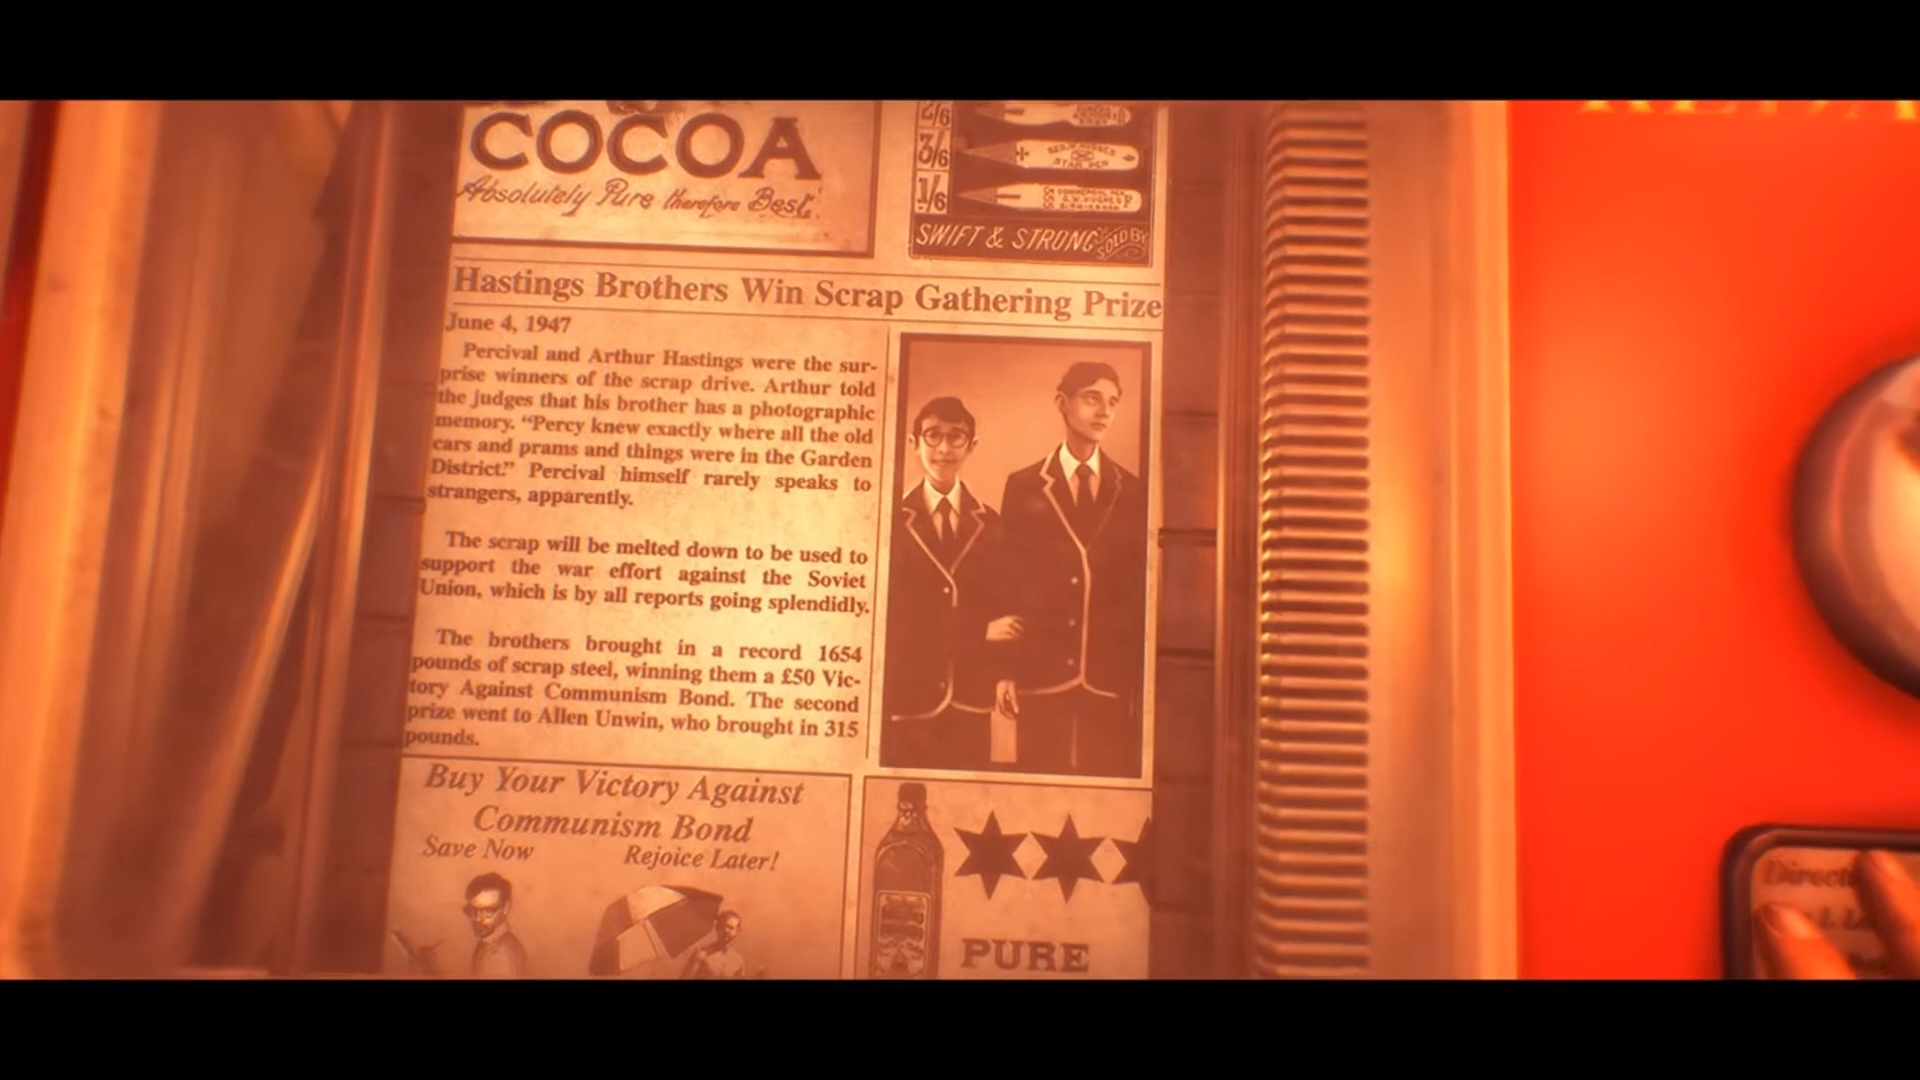 COCOA
Absolutely Pure therefore Best
2/6
3/6
1/6
SWIFT & STRONG
SOLD BY
Hastings Brothers Win Scrap Gathering Prize
June 4, 1947
Percival and Arthur Hastings were the sur-
prise winners of the scrap drive. Arthur told
the judges that his brother has a photographic
memory. “Percy knew exactly where all the old
cars and prams and things were in the Garden
District.” Percival himself rarely speaks to
strangers, apparently.
The scrap will be melted down to be used to
support the war effort against the Soviet
Union, which is by all reports going splendidly.
The brothers brought in a record 1654
pounds of scrap steel, winning them a £50 Vic-
tory Against Communism Bond. The second
prize went to Allen Unwin, who brought in 315
pounds.
Buy Your Victory Against
Communism Bond
Save Now
Rejoice Later!
PURE